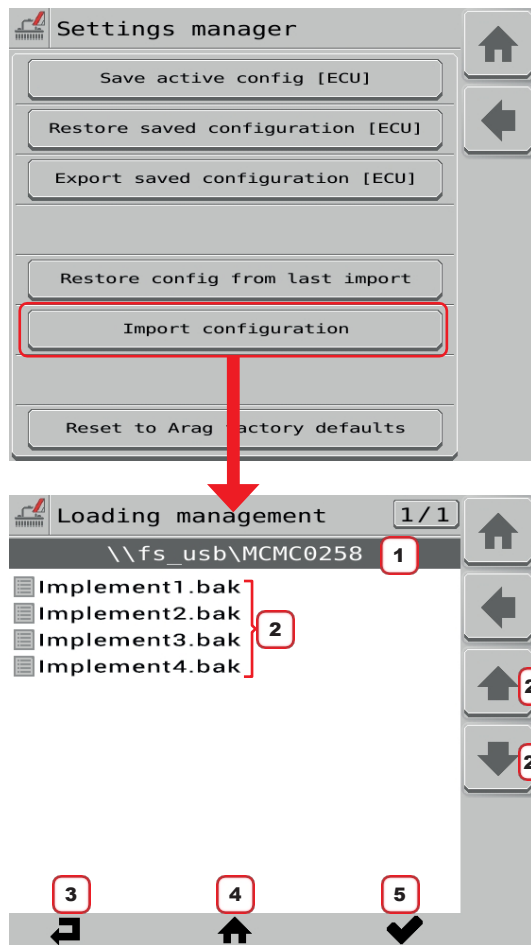 Settings manager
Save active config [ECU]
Restore saved configuration [ECU]
Export saved configuration [ECU]
Restore config from last import
Import configuration
Reset to Arag factory defaults
Loading management 1/1
\\fs_usb\MCMC0258 1
Implement1.bak
Implement2.bak
2
Implement3.bak
Implement4.bak
2
2
3 4 5